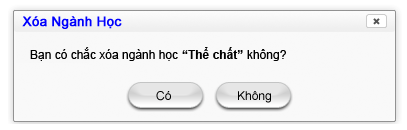 Xóa Ngành Học
Bạn có chắc xóa ngành học “Thể chất” không?
Có
Không